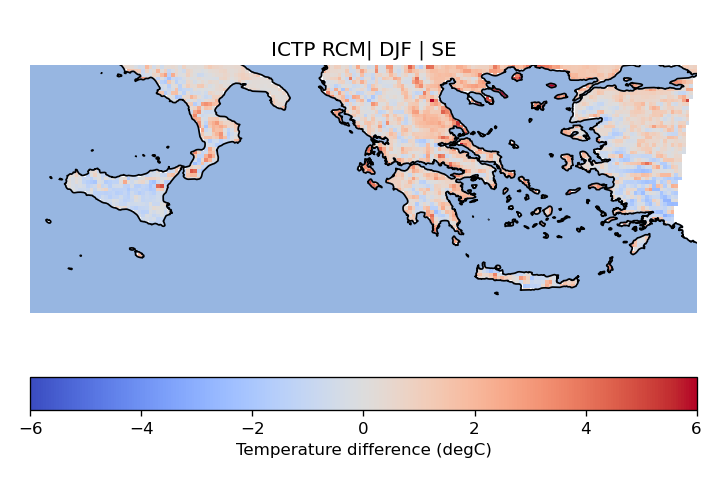 ICTP RCM| DJF | SE
−6 −4 −2 0 2 4 6
Temperature difference (degC)